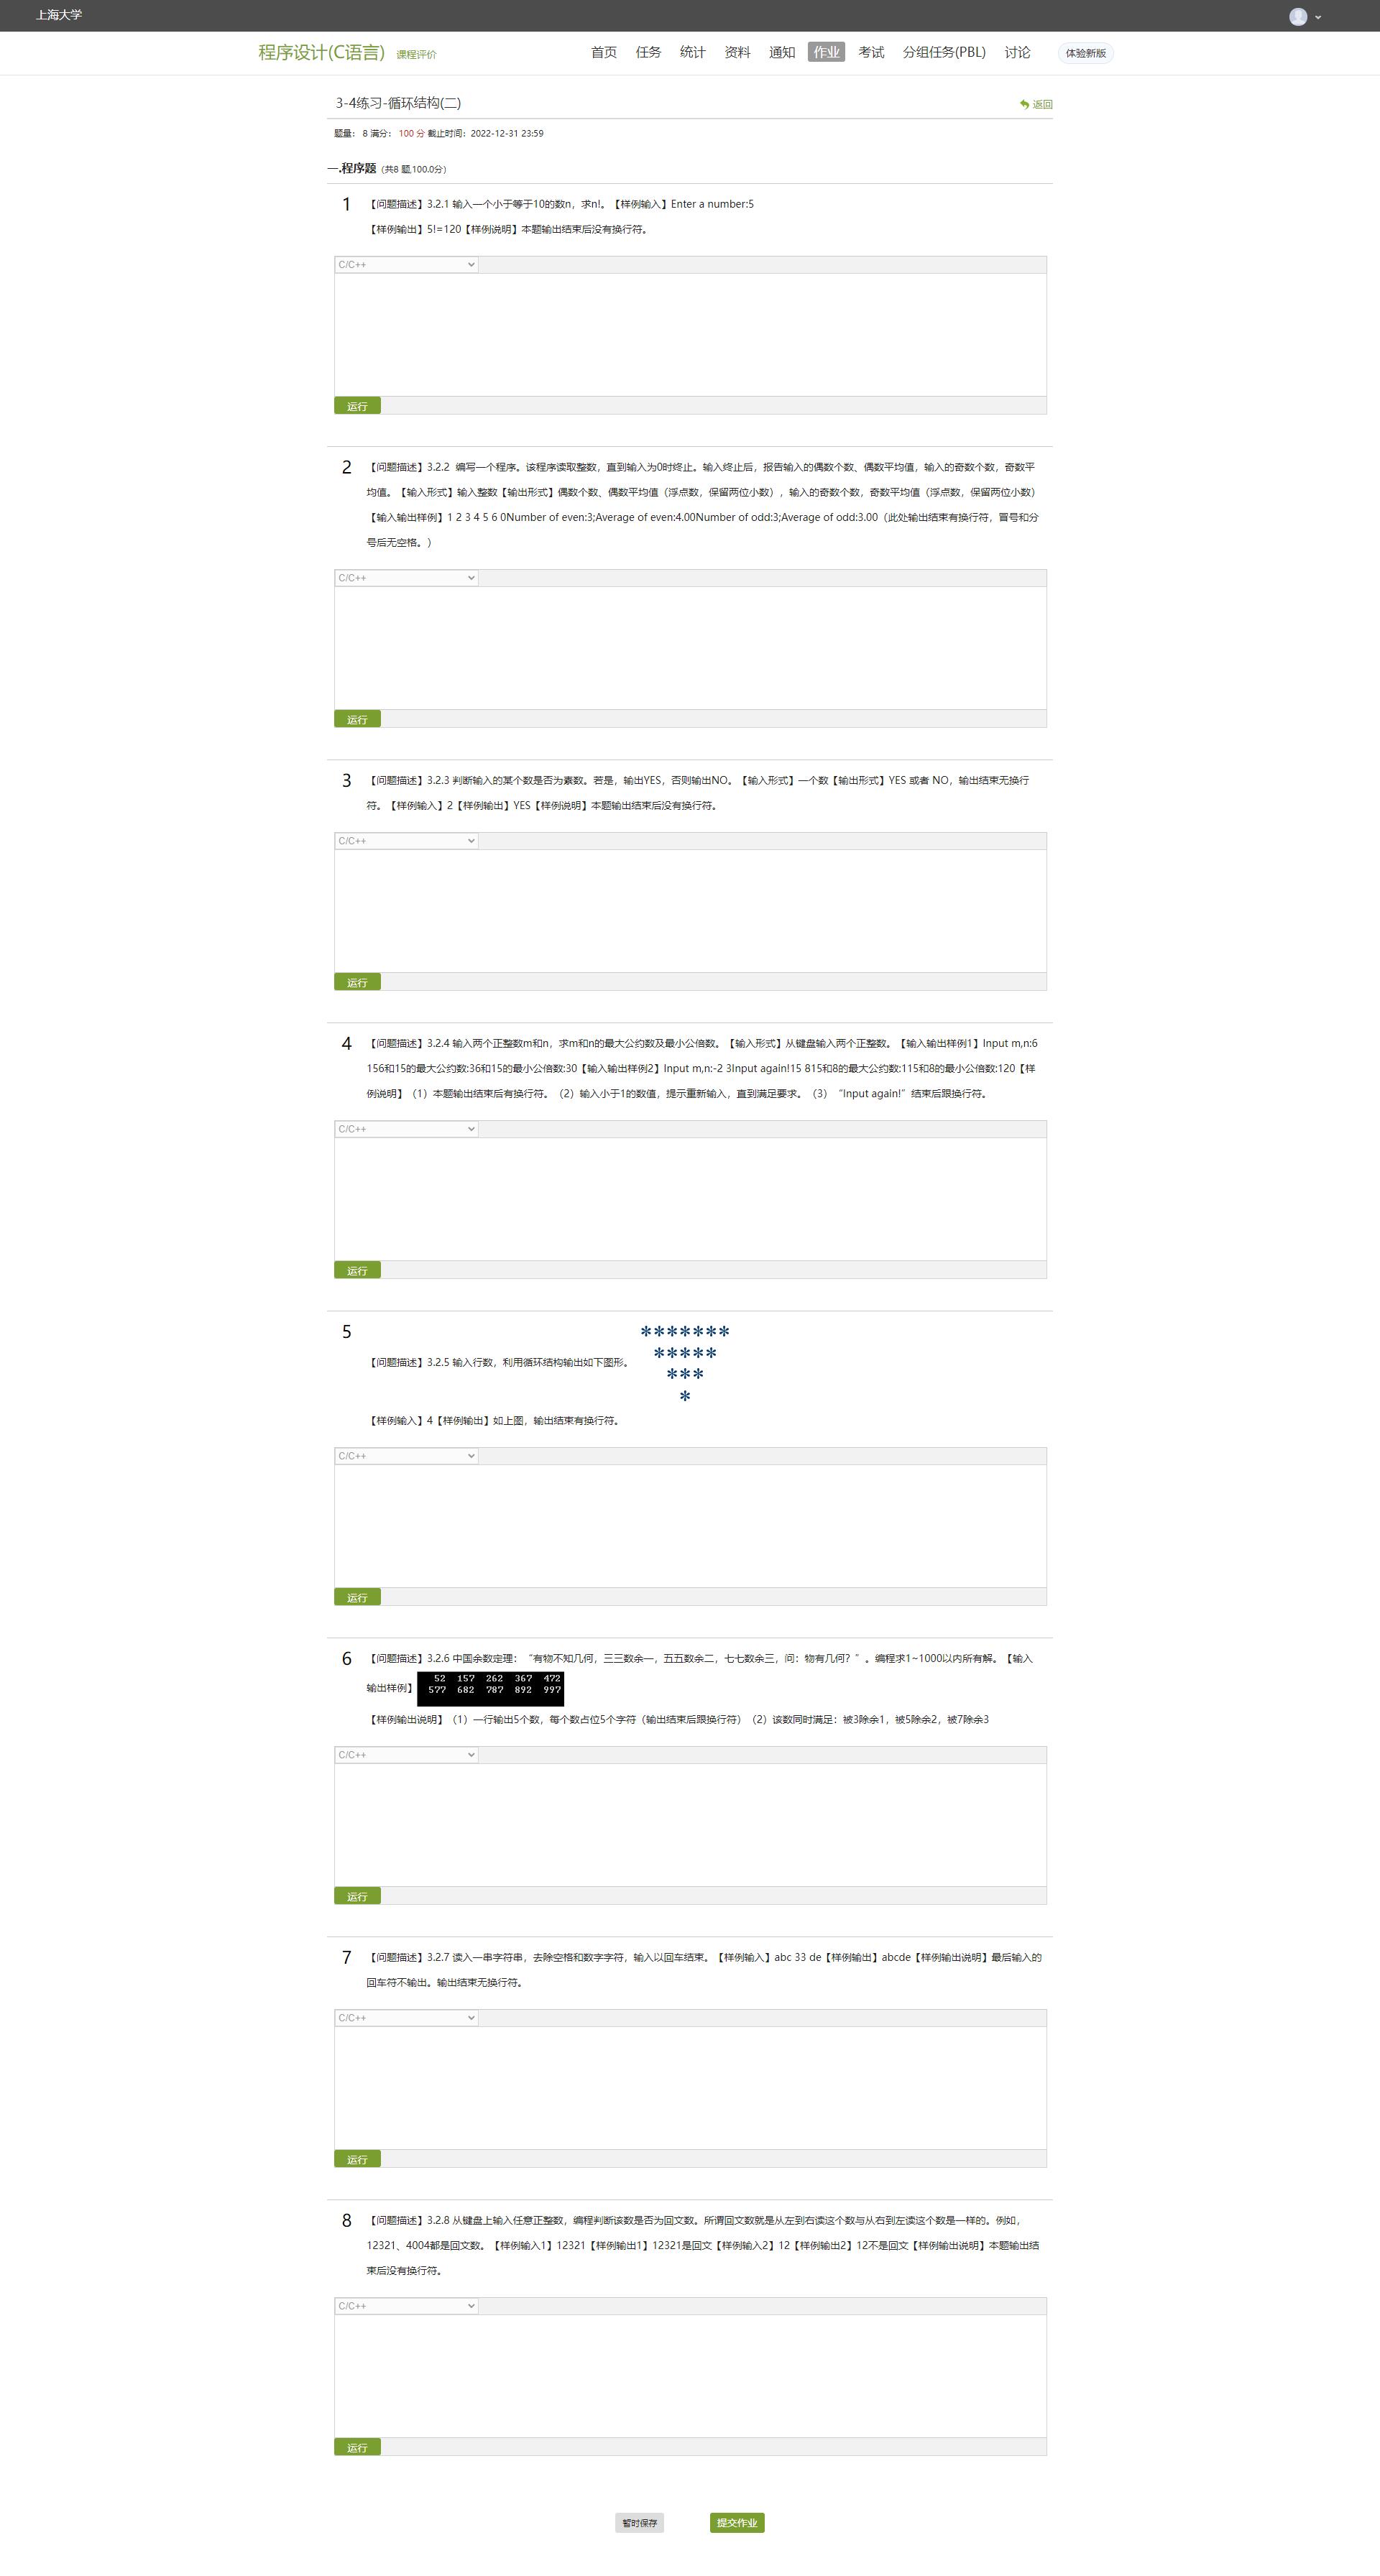 上海大学
程序设计(C语言) 课程评价 首页 任务 统计 资料 通知 作业 考试 分组任务(PBL) 讨论 体验新版
3-4练习-循环结构(二) 返回
题量： 8 满分： 100 分 截止时间：2022-12-31 23:59
一.程序题（共8 题,100.0分）
1 【问题描述】3.2.1 输入一个小于等于10的数n，求n!。【样例输入】Enter a number:5
【样例输出】5!=120【样例说明】本题输出结束后没有换行符。
C/C++
运行
2 【问题描述】3.2.2 编写一个程序。该程序读取整数，直到输入为0时终止。输入终止后，报告输入的偶数个数、偶数平均值，输入的奇数个数，奇数平
均值。【输入形式】输入整数【输出形式】偶数个数、偶数平均值（浮点数，保留两位小数），输入的奇数个数，奇数平均值（浮点数，保留两位小数）
【输入输出样例】1 2 3 4 5 6 0Number of even:3;Average of even:4.00Number of odd:3;Average of odd:3.00（此处输出结束有换行符，冒号和分
号后无空格。）
C/C++
运行
3 【问题描述】3.2.3 判断输入的某个数是否为素数。若是，输出YES，否则输出NO。【输入形式】一个数【输出形式】YES 或者 NO，输出结束无换行
符。【样例输入】2【样例输出】YES【样例说明】本题输出结束后没有换行符。
C/C++
运行
4 【问题描述】3.2.4 输入两个正整数m和n，求m和n的最大公约数及最小公倍数。【输入形式】从键盘输入两个正整数。【输入输出样例1】Input m,n:6
156和15的最大公约数:36和15的最小公倍数:30【输入输出样例2】Input m,n:-2 3Input again!15 815和8的最大公约数:115和8的最小公倍数:120【样
例说明】（1）本题输出结束后有换行符。（2）输入小于1的数值，提示重新输入，直到满足要求。（3）“Input again!”结束后跟换行符。
C/C++
运行
5
*******
*****
【问题描述】3.2.5 输入行数，利用循环结构输出如下图形。
***
*
【样例输入】4【样例输出】如上图，输出结束有换行符。
C/C++
运行
6 【问题描述】3.2.6 中国余数定理：“有物不知几何，三三数余一，五五数余二，七七数余三，问：物有几何？”。编程求1~1000以内所有解。【输入
52 157 262 367 472
输出样例】 577 682 787 892 997
【样例输出说明】（1）一行输出5个数，每个数占位5个字符（输出结束后跟换行符）（2）该数同时满足：被3除余1，被5除余2，被7除余3
C/C++
运行
7 【问题描述】3.2.7 读入一串字符串，去除空格和数字字符，输入以回车结束。【样例输入】abc 33 de【样例输出】abcde【样例输出说明】最后输入的
回车符不输出。输出结束无换行符。
C/C++
运行
8 【问题描述】3.2.8 从键盘上输入任意正整数，编程判断该数是否为回文数。所谓回文数就是从左到右读这个数与从右到左读这个数是一样的。例如，
12321、4004都是回文数。【样例输入1】12321【样例输出1】12321是回文【样例输入2】12【样例输出2】12不是回文【样例输出说明】本题输出结
束后没有换行符。
C/C++
运行
暂时保存 提交作业